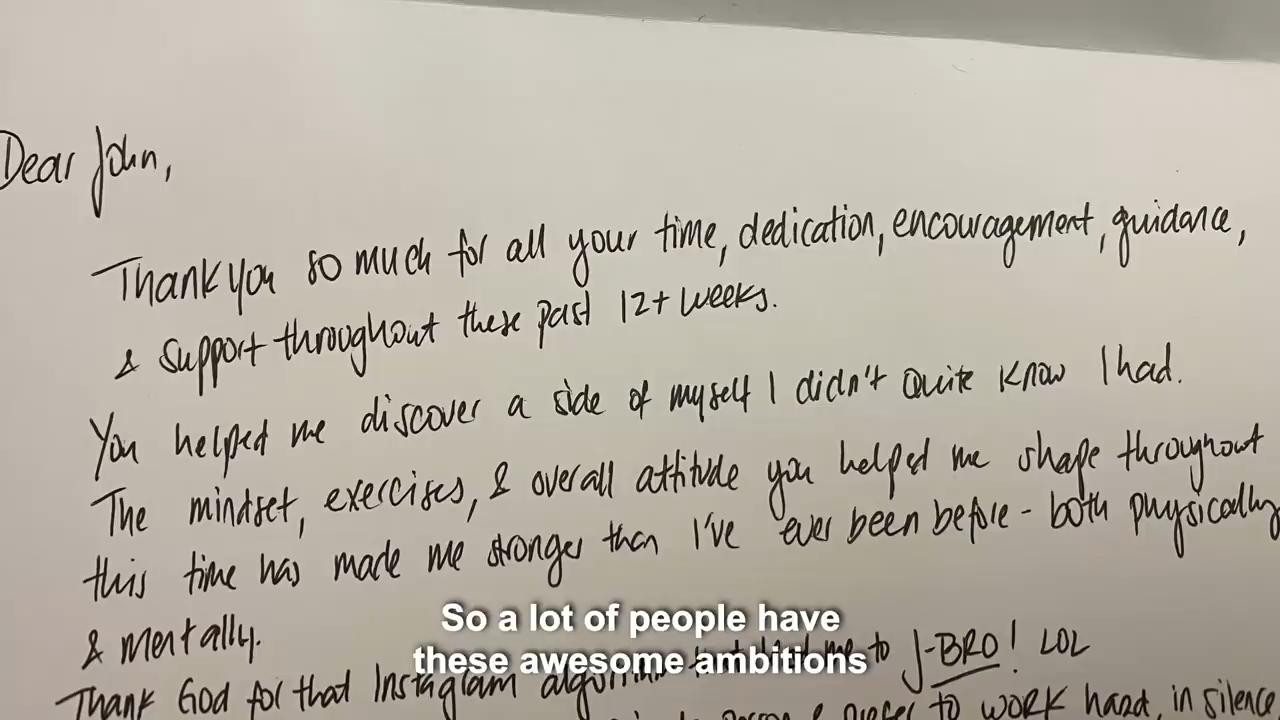 Dear John,
Thank you so much for all your time, dedication, encouragement, guidance,
& support throughout these past 12+ weeks.
You helped me discover a side of myself I didn't quite know I had.
The mindset, exercises, & overall attitude you helped me shape throughout
this time has made me stronger than I've ever been before - both physically
& mentally.
Thank God for that Instagram algorithm that me to J-BRO! LOL
to work hard, in silence
So a lot of people have
these awesome ambitions